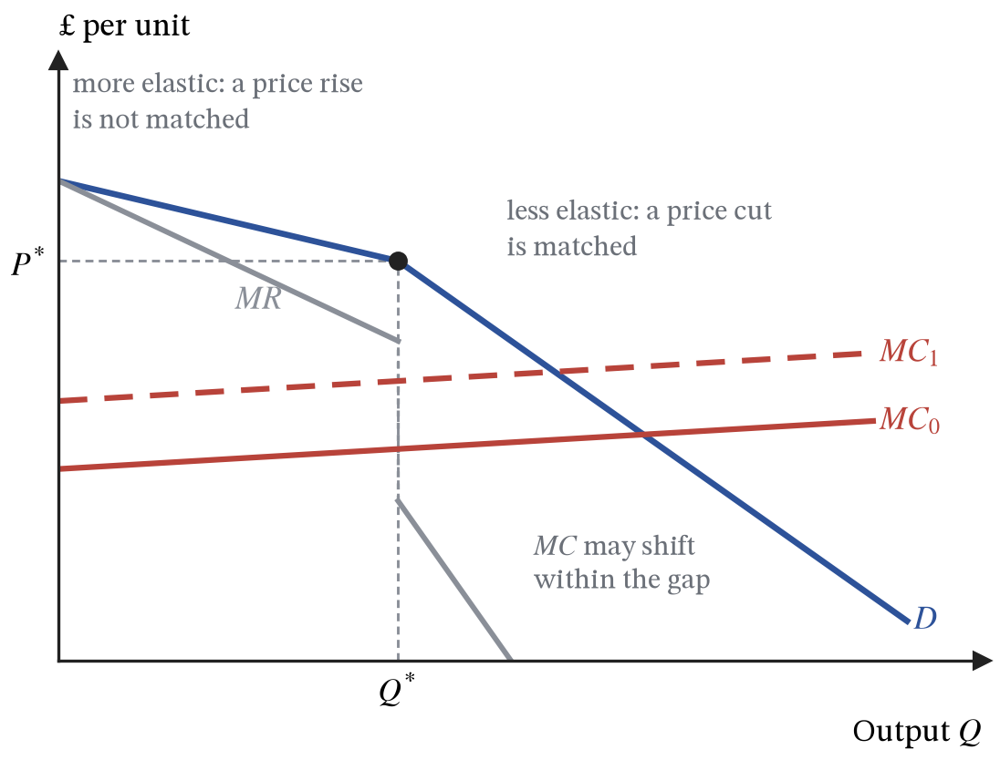 £ per unit
more elastic: a price rise
is not matched
less elastic: a price cut
is matched
P*
MR
MC₁
MC₀
MC may shift
within the gap
D
Q*
Output Q